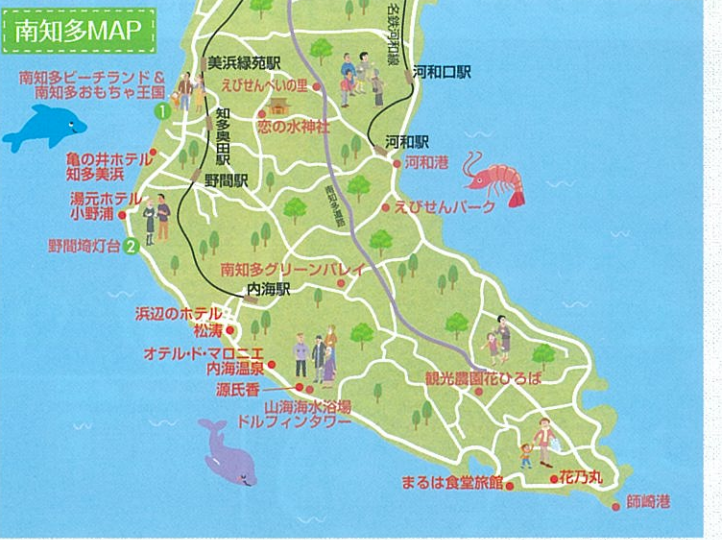 南知多MAP
美浜緑苑駅
名鉄河和線
河和口駅
南知多ビーチランド&
南知多おもちゃ王国
えびせんべいの里
1
恋の水神社
知多奥田駅
河和駅
河和港
亀の井ホテル
知多美浜
野間駅
湯元ホテル
小野浦
南知多道路
えびせんパーク
野間埼灯台
2
南知多グリーンバレイ
内海駅
浜辺のホテル
松涛
オテル・ド・マロニエ
内海温泉
観光農園花ひろば
源氏香
山海海水浴場
ドルフィンタワー
まるは食堂旅館
花乃丸
師崎港